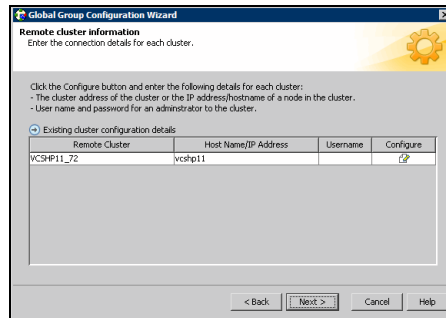 Global Group Configuration Wizard
Remote cluster information
Enter the connection details for each cluster.
Click the Configure button and enter the following details for each cluster:
- The cluster address of the cluster or the IP address/hostname of a node in the cluster.
- User name and password for an adminstrator to the cluster.
Existing cluster configuration details
Remote Cluster Host Name/IP Address Username Configure
VCSHP11_72 vcshp11
< Back Next > Cancel Help